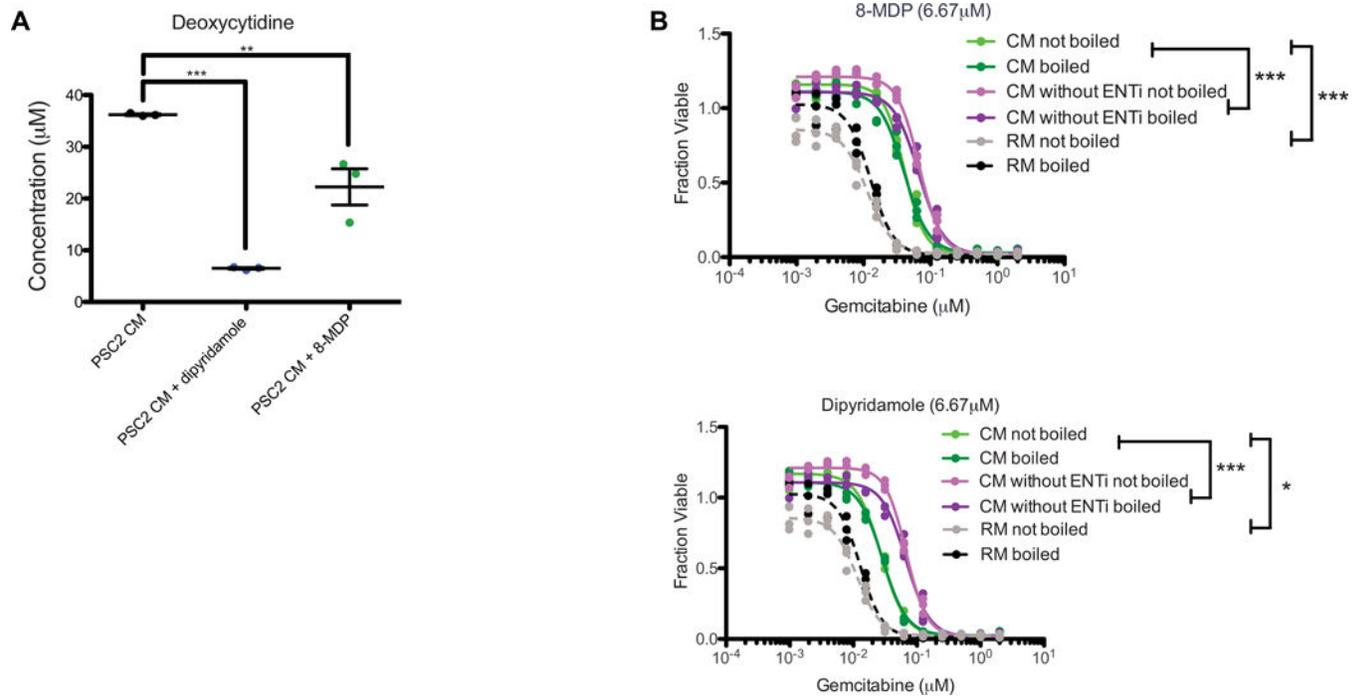 A
Deoxycytidine
**
***
Concentration (μM)
40
30
20
10
0
PSC2 CM
PSC2 CM + dipyridamole
PSC2 CM + 8-MDP
B
8-MDP (6.67μM)
Fraction Viable
1.5
1.0
0.5
0.0
10-4
10-3
10-2
10-1
100
101
Gemcitabine (μM)
CM not boiled
CM boiled
CM without ENTi not boiled
CM without ENTi boiled
RM not boiled
RM boiled
***
***
Dipyridamole (6.67μM)
Fraction Viable
1.5
1.0
0.5
0.0
10-4
10-3
10-2
10-1
100
101
Gemcitabine (μM)
CM not boiled
CM boiled
CM without ENTi not boiled
CM without ENTi boiled
RM not boiled
RM boiled
***
*